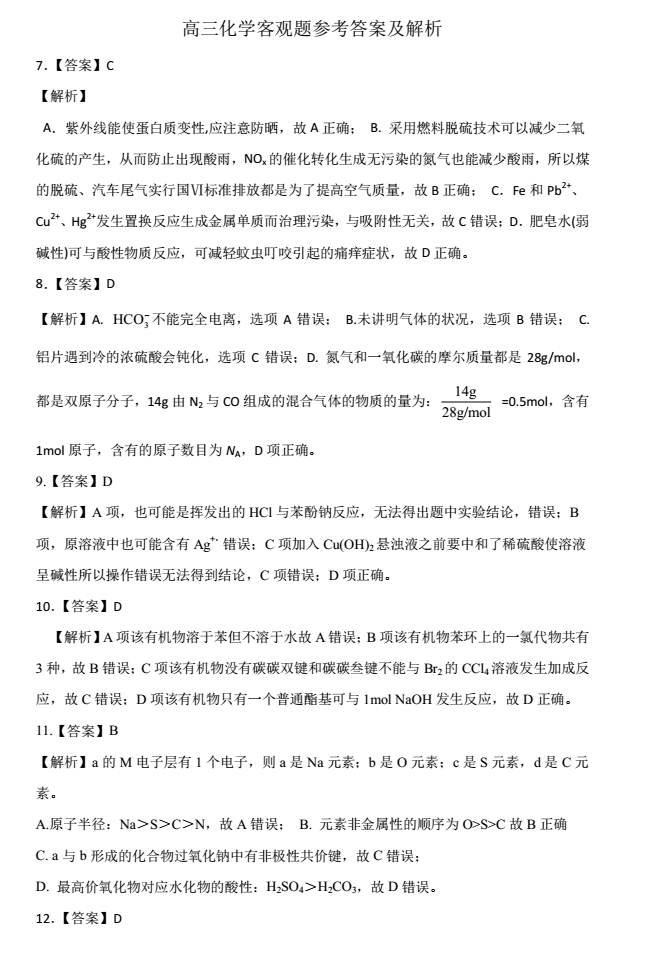 高三化学客观题参考答案及解析
7.【答案】C
【解析】
A．紫外线能使蛋白质变性,应注意防晒，故 A 正确； B. 采用燃料脱硫技术可以减少二氧
化硫的产生，从而防止出现酸雨，NOₓ的催化转化生成无污染的氮气也能减少酸雨，所以煤
的脱硫、汽车尾气实行国Ⅵ标准排放都是为了提高空气质量，故 B 正确； C．Fe 和 Pb²⁺、
Cu²⁺、Hg²⁺发生置换反应生成金属单质而治理污染，与吸附性无关，故 C 错误；D．肥皂水(弱
碱性)可与酸性物质反应，可减轻蚊虫叮咬引起的痛痒症状，故 D 正确。
8.【答案】D
【解析】A. HCO₃⁻不能完全电离，选项 A 错误； B.未讲明气体的状况，选项 B 错误； C.
铝片遇到冷的浓硫酸会钝化，选项 C 错误；D. 氮气和一氧化碳的摩尔质量都是 28g/mol，
都是双原子分子，14g 由 N₂ 与 CO 组成的混合气体的物质的量为：14g/28g/mol =0.5mol，含有
1mol 原子，含有的原子数目为 Nᴀ，D 项正确。
9.【答案】D
【解析】A 项，也可能是挥发出的 HCl 与苯酚钠反应，无法得出题中实验结论，错误；B
项，原溶液中也可能含有 Ag⁺, 错误；C 项加入 Cu(OH)₂悬浊液之前要中和了稀硫酸使溶液
呈碱性所以操作错误无法得到结论，C 项错误；D 项正确。
10.【答案】D
【解析】A 项该有机物溶于苯但不溶于水故 A 错误；B 项该有机物苯环上的一氯代物共有
3 种，故 B 错误；C 项该有机物没有碳碳双键和碳碳叁键不能与 Br₂的 CCl₄溶液发生加成反
应，故 C 错误；D 项该有机物只有一个普通酯基可与 1mol NaOH 发生反应，故 D 正确。
11.【答案】B
【解析】a 的 M 电子层有 1 个电子，则 a 是 Na 元素；b 是 O 元素；c 是 S 元素，d 是 C 元
素。
A.原子半径：Na＞S＞C＞N，故 A 错误； B. 元素非金属性的顺序为 O>S>C 故 B 正确
C. a 与 b 形成的化合物过氧化钠中有非极性共价键，故 C 错误；
D. 最高价氧化物对应水化物的酸性：H₂SO₄＞H₂CO₃，故 D 错误。
12.【答案】D